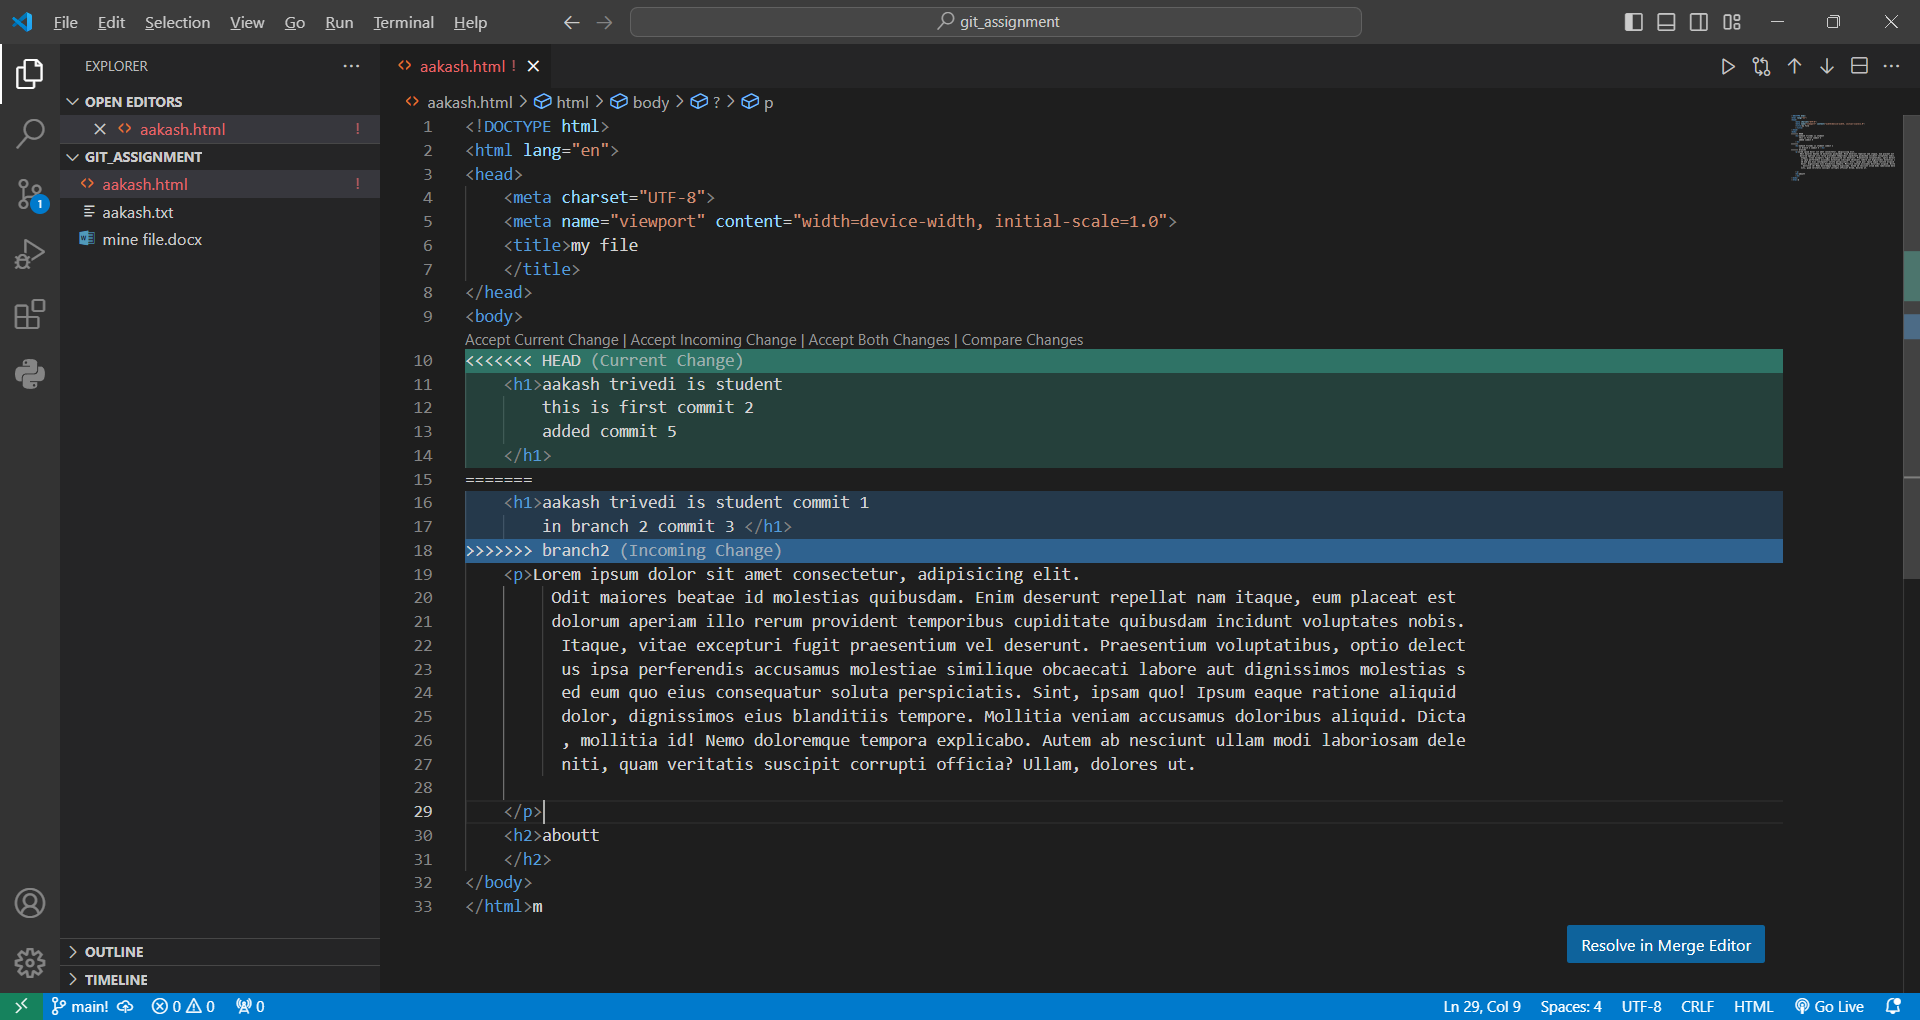 File Edit Selection View Go Run Terminal Help
git_assignment
EXPLORER
OPEN EDITORS
aakash.html !
GIT_ASSIGNMENT
aakash.html !
aakash.txt
mine file.docx
OUTLINE
TIMELINE
1
aakash.html !
aakash.html > html > body > ? > p
1 <!DOCTYPE html>
2 <html lang="en">
3 <head>
4 <meta charset="UTF-8">
5 <meta name="viewport" content="width=device-width, initial-scale=1.0">
6 <title>my file
7 </title>
8 </head>
9 <body>
Accept Current Change | Accept Incoming Change | Accept Both Changes | Compare Changes
10 <<<<<<< HEAD (Current Change)
11 <h1>aakash trivedi is student
12 this is first commit 2
13 added commit 5
14 </h1>
15 =======
16 <h1>aakash trivedi is student commit 1
17 in branch 2 commit 3 </h1>
18 >>>>>>> branch2 (Incoming Change)
19 <p>Lorem ipsum dolor sit amet consectetur, adipisicing elit.
20 Odit maiores beatae id molestias quibusdam. Enim deserunt repellat nam itaque, eum placeat est
21 dolorum aperiam illo rerum provident temporibus cupiditate quibusdam incidunt voluptates nobis.
22 Itaque, vitae excepturi fugit praesentium vel deserunt. Praesentium voluptatibus, optio delect
23 us ipsa perferendis accusamus molestiae similique obcaecati labore aut dignissimos molestias s
24 ed eum quo eius consequatur soluta perspiciatis. Sint, ipsam quo! Ipsum eaque ratione aliquid
25 dolor, dignissimos eius blanditiis tempore. Mollitia veniam accusamus doloribus aliquid. Dicta
26 , mollitia id! Nemo doloremque tempora explicabo. Autem ab nesciunt ullam modi laboriosam dele
27 niti, quam veritatis suscipit corrupti officia? Ullam, dolores ut.
28
29 </p>
30 <h2>aboutt
31 </h2>
32 </body>
33 </html>m
Resolve in Merge Editor
main! 0 0 0
Ln 29, Col 9 Spaces: 4 UTF-8 CRLF HTML Go Live